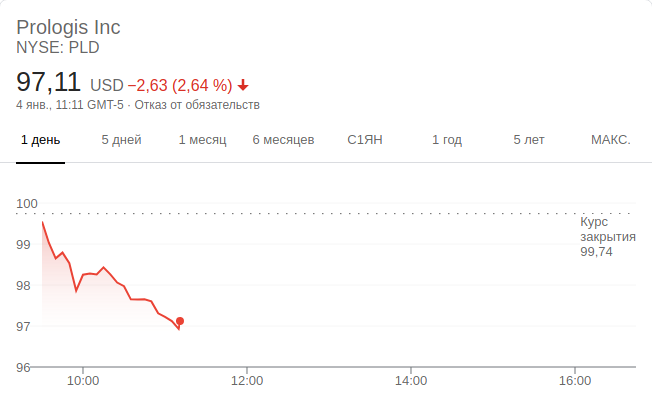 Prologis Inc
NYSE: PLD
97,11 USD −2,63 (2,64 %)
4 янв., 11:11 GMT-5 · Отказ от обязательств
1 день 5 дней 1 месяц 6 месяцев С1ЯН 1 год 5 лет МАКС.
100
99
98
97
96
Курс
закрытия
99,74
10:00 12:00 14:00 16:00